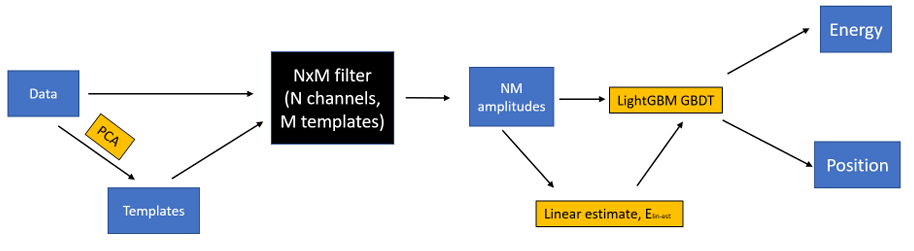 Data
PCA
Templates
NxM filter
(N channels,
M templates)
NM
amplitudes
LightGBM GBDT
Linear estimate, Elin-est
Energy
Position